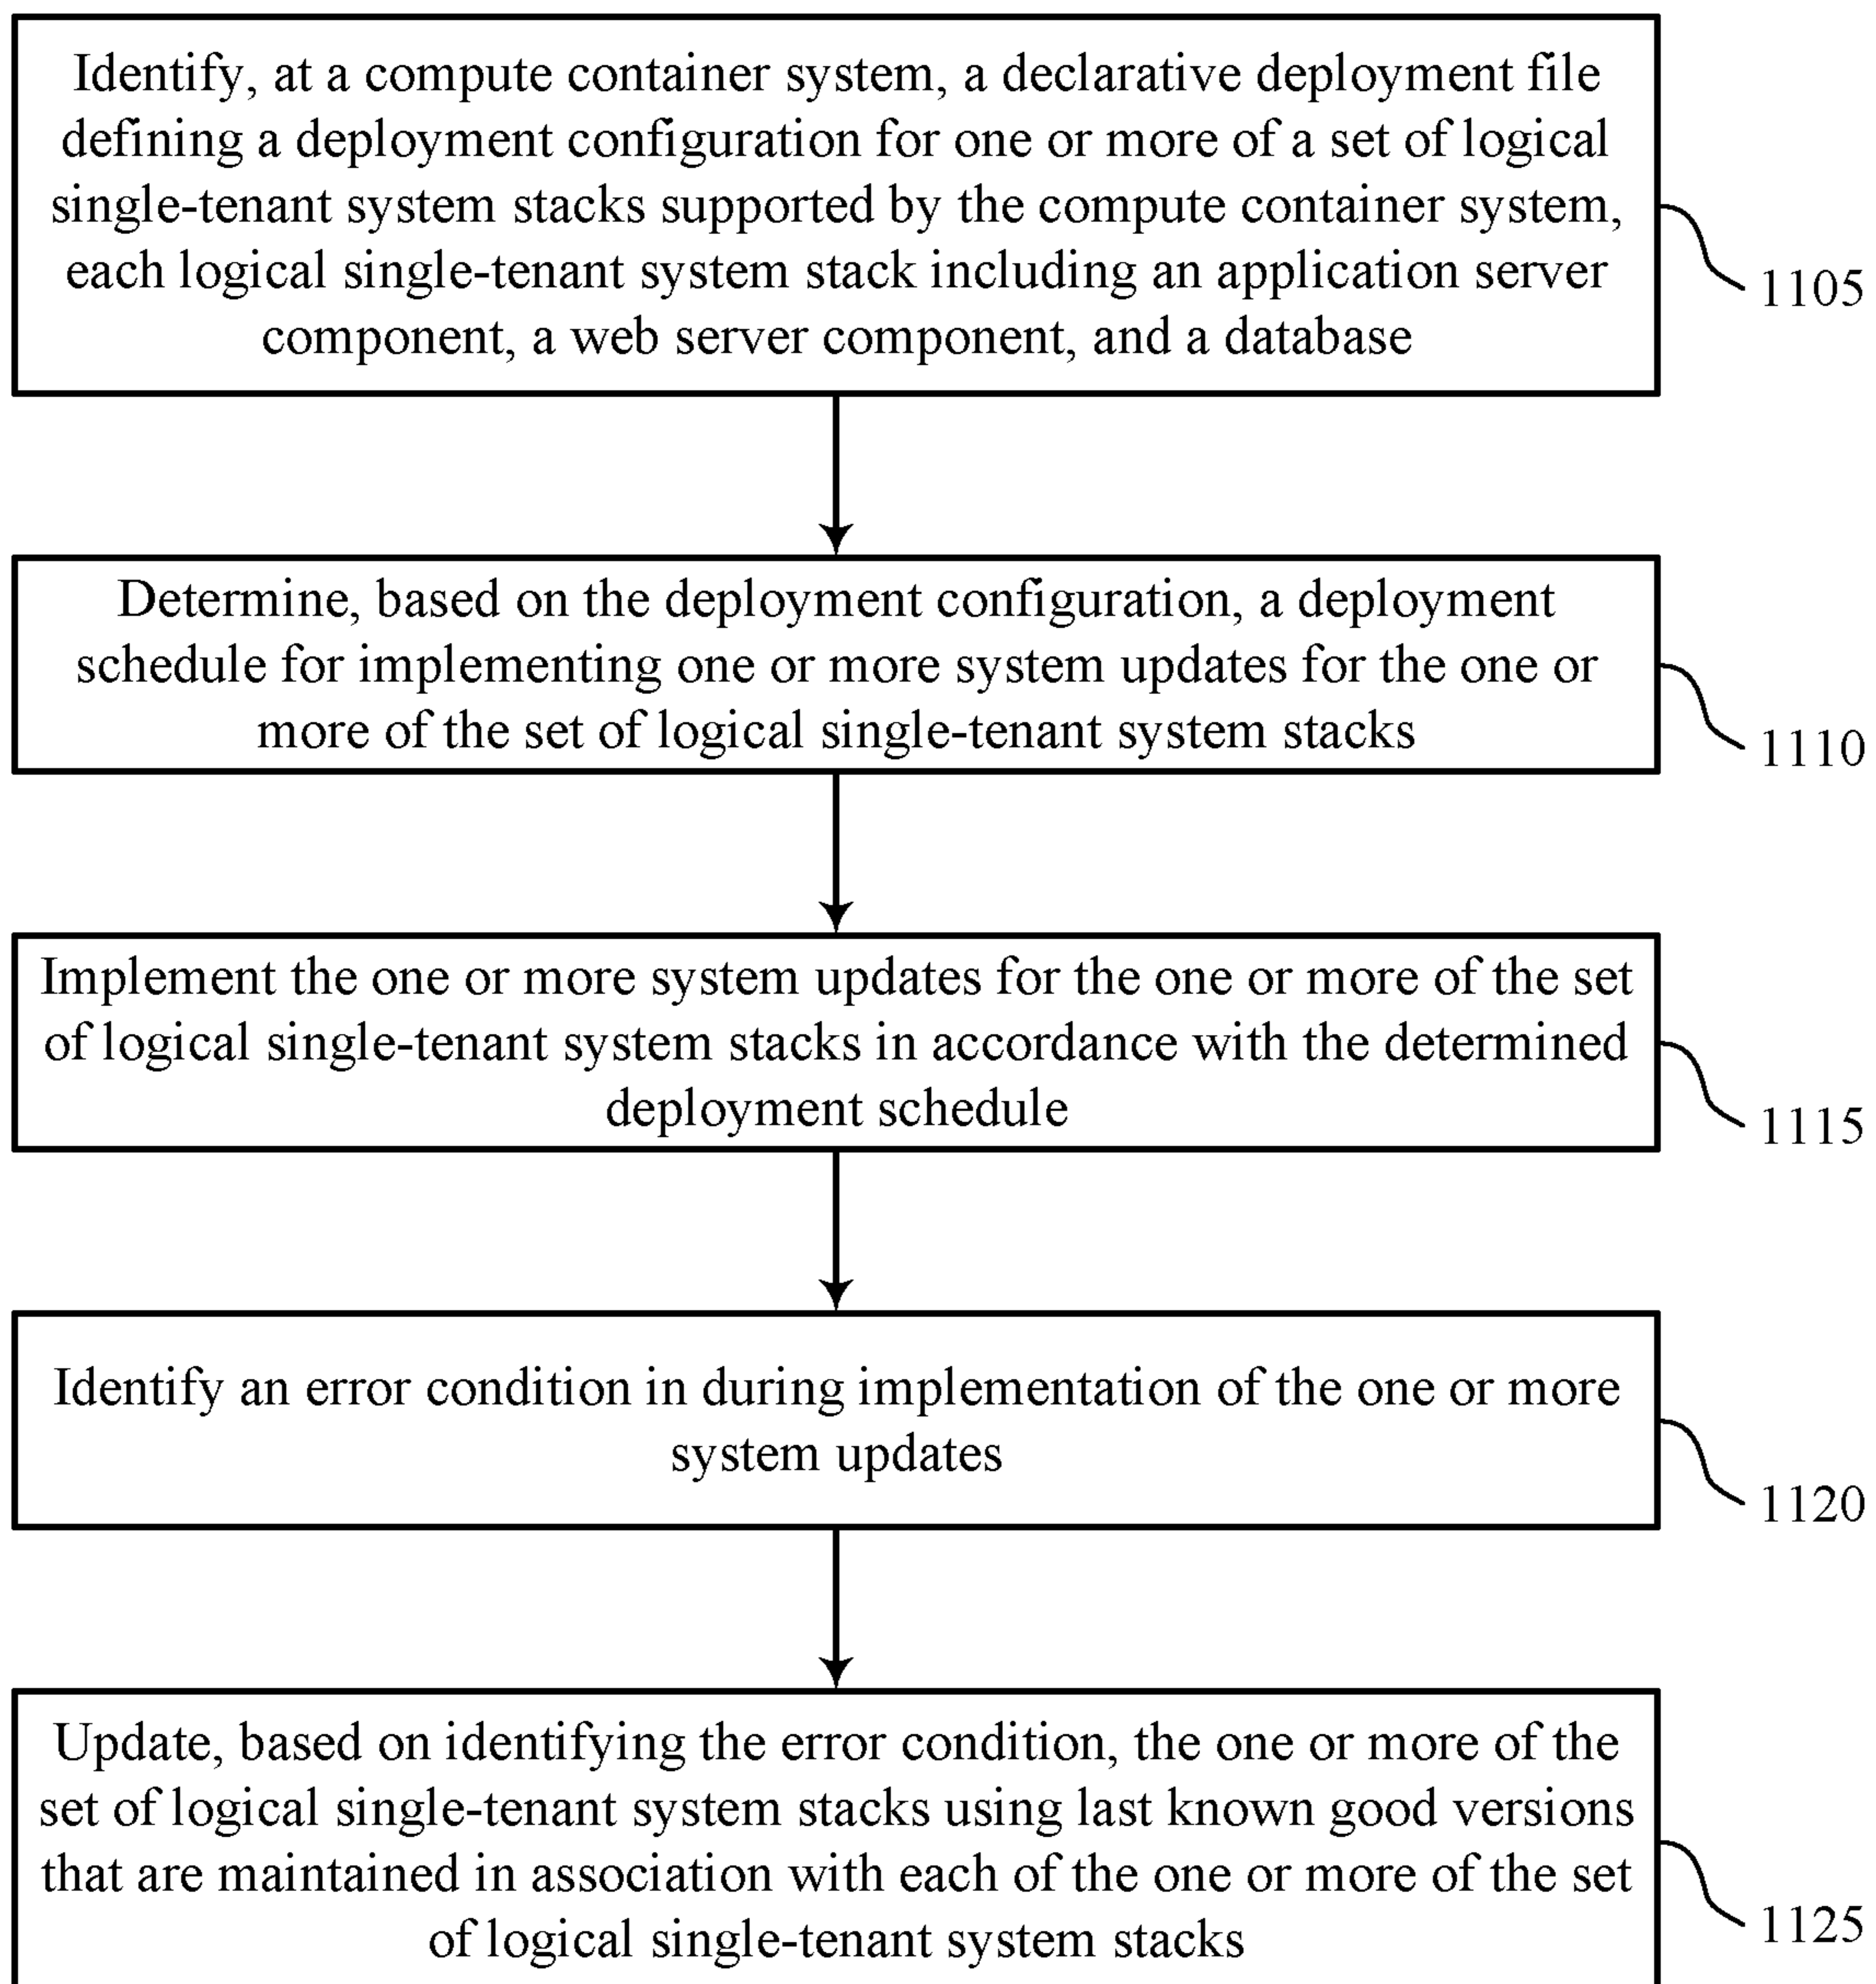 Identify, at a compute container system, a declarative deployment file
defining a deployment configuration for one or more of a set of logical
single-tenant system stacks supported by the compute container system,
each logical single-tenant system stack including an application server
component, a web server component, and a database
1105
Determine, based on the deployment configuration, a deployment
schedule for implementing one or more system updates for the one or
more of the set of logical single-tenant system stacks
1110
Implement the one or more system updates for the one or more of the set
of logical single-tenant system stacks in accordance with the determined
deployment schedule
1115
Identify an error condition in during implementation of the one or more
system updates
1120
Update, based on identifying the error condition, the one or more of the
set of logical single-tenant system stacks using last known good versions
that are maintained in association with each of the one or more of the set
of logical single-tenant system stacks
1125